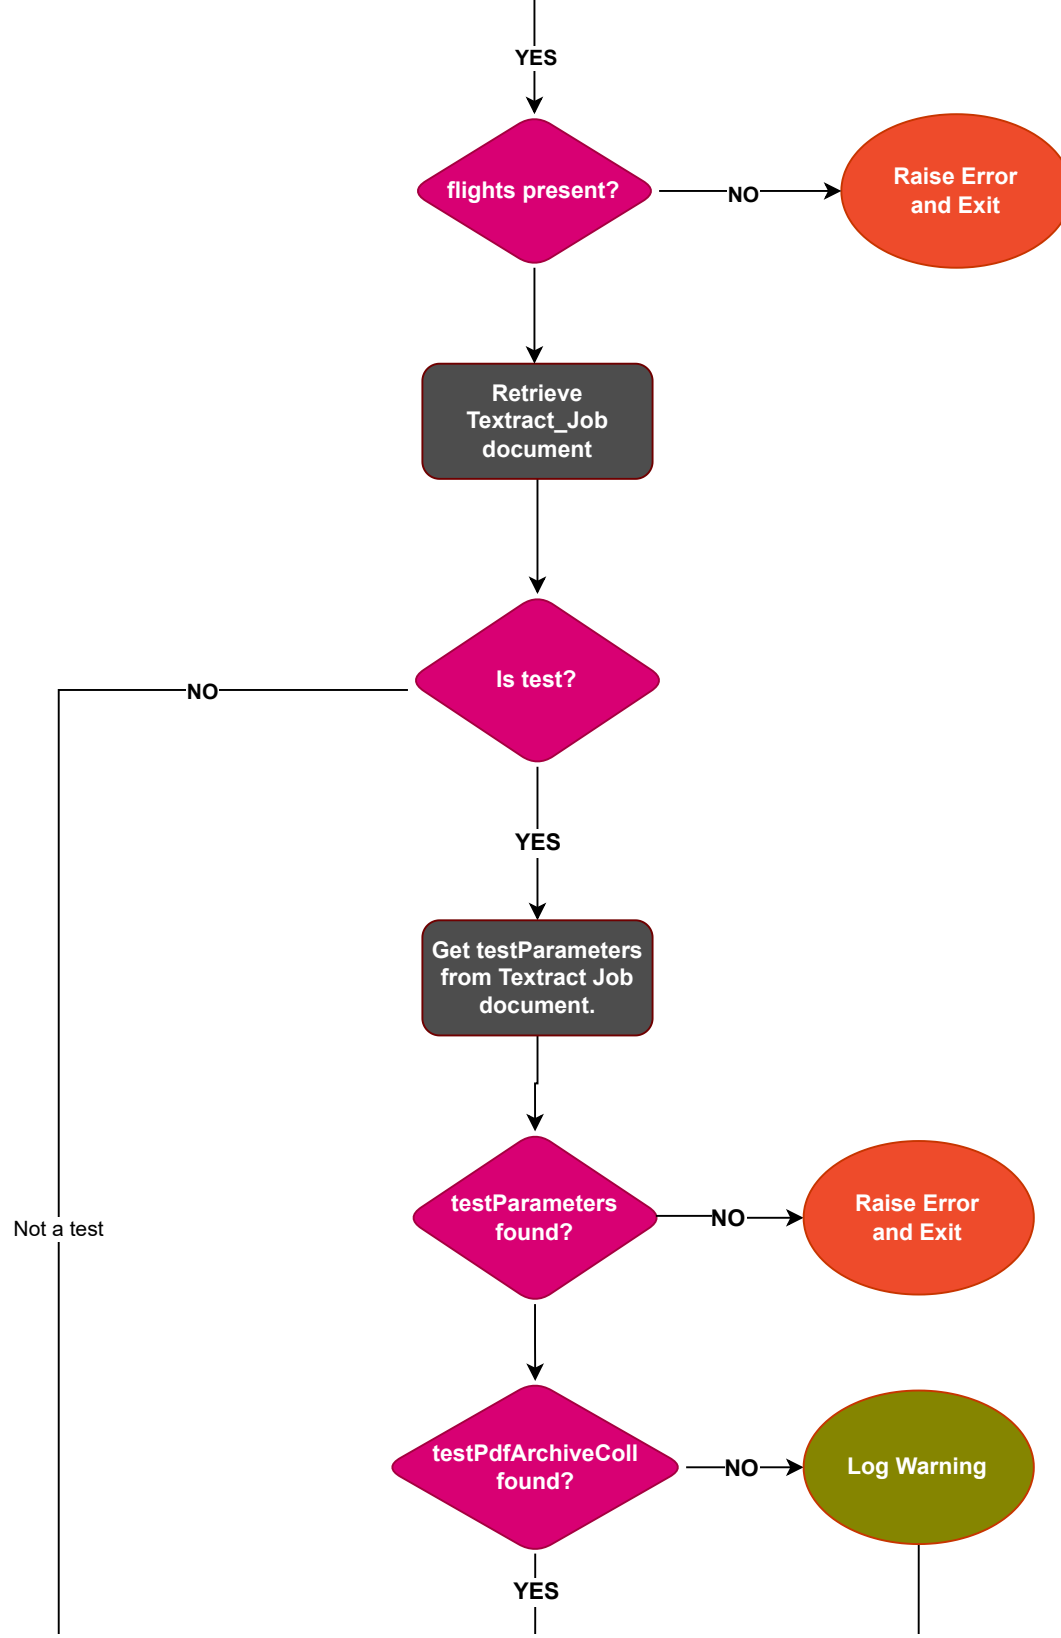 YES
flights present?
NO
Raise Error
and Exit
Retrieve
Textract_Job
document
Is test?
NO
YES
Get testParameters
from Textract Job
document.
testParameters
found?
NO
Raise Error
and Exit
Not a test
testPdfArchiveColl
found?
NO
Log Warning
YES